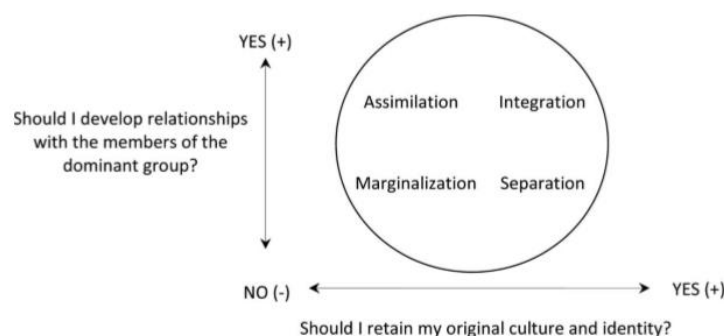 YES (+)
Should I develop relationships
with the members of the
dominant group?
Assimilation Integration
Marginalization Separation
NO (-)
YES (+)
Should I retain my original culture and identity?